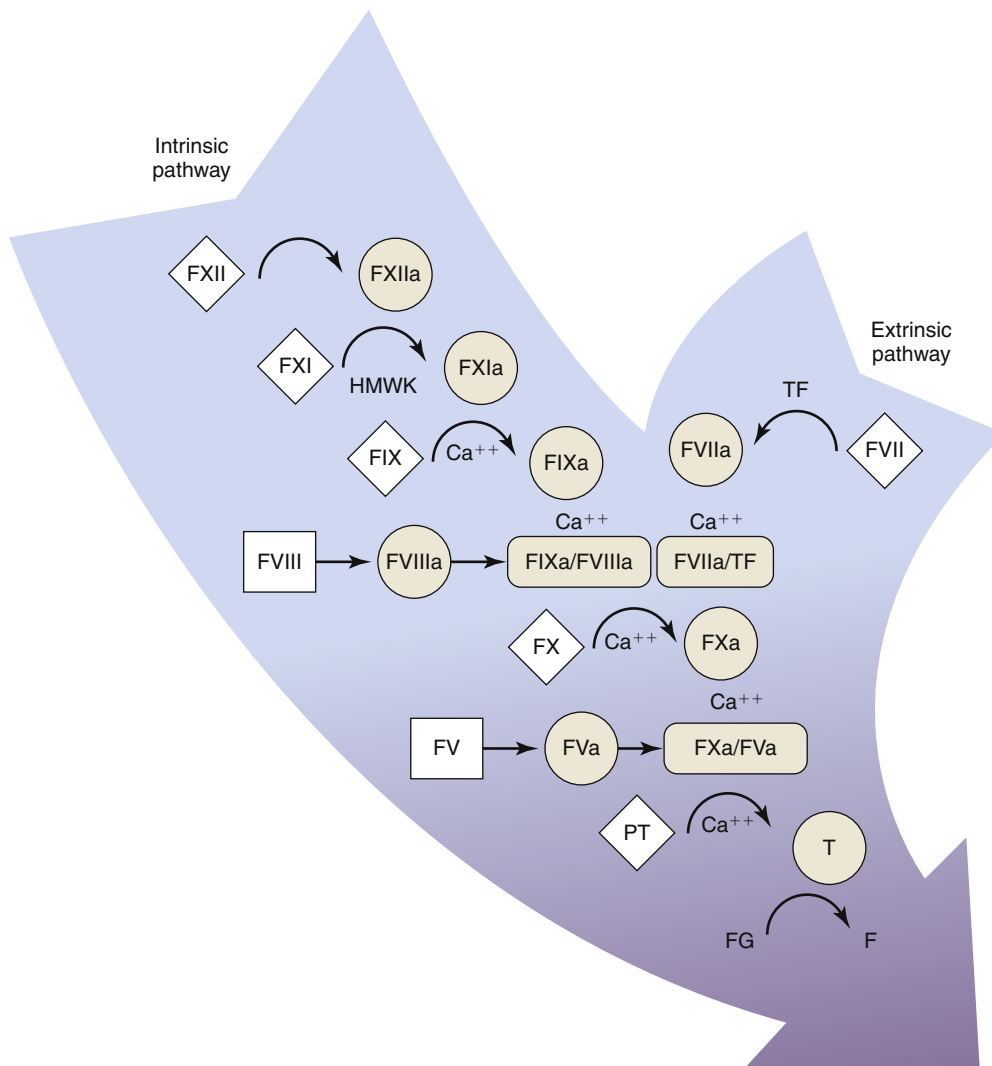 Intrinsic
pathway
FXII
FXIIa
Extrinsic
pathway
FXI
HMWK
FXIa
TF
FIX
Ca++
FIXa
FVIIa
FVII
Ca++
Ca++
FVIII
FVIIIa
FIXa/FVIIIa
FVIIa/TF
FX
Ca++
FXa
Ca++
FV
FVa
FXa/FVa
PT
Ca++
T
FG
F